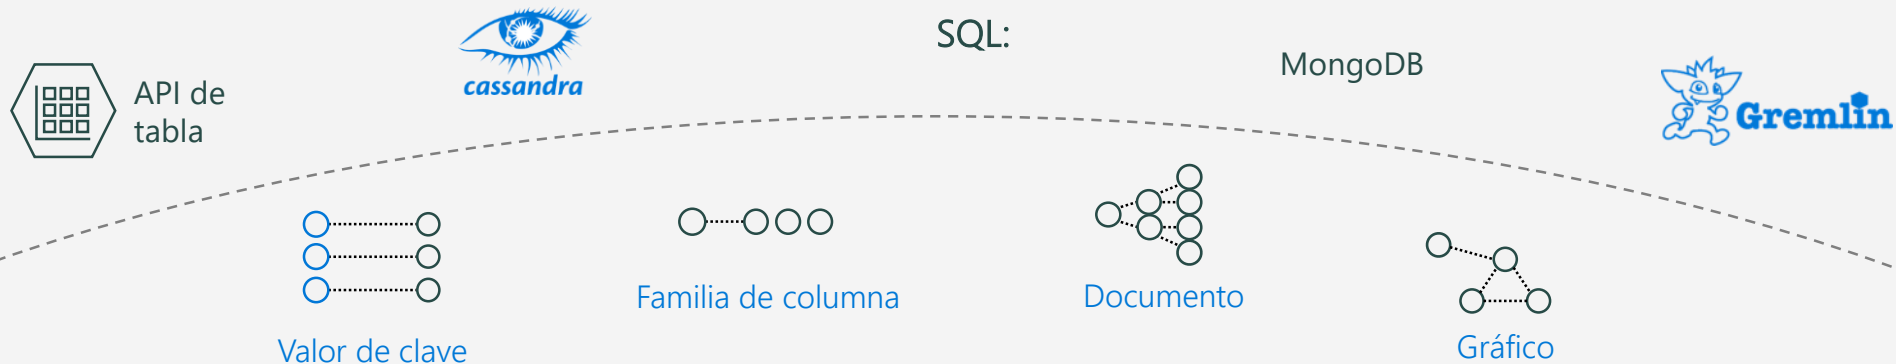 API de
tabla
cassandra
SQL:
MongoDB
Gremlin
Valor de clave
Familia de columna
Documento
Gráfico